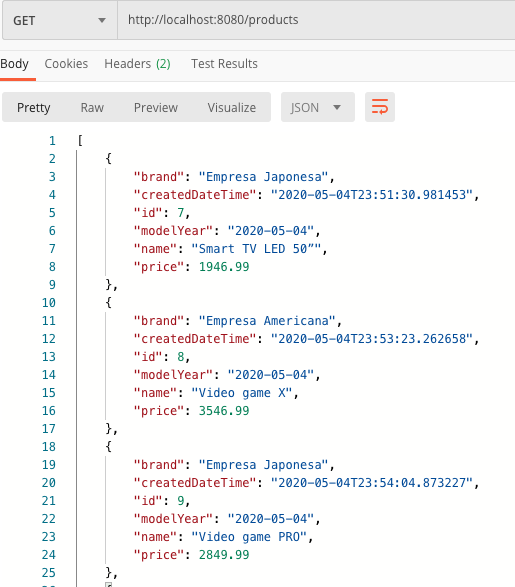 GET http://localhost:8080/products
Body Cookies Headers (2) Test Results
Pretty Raw Preview Visualize JSON
1 [
2 {
3 "brand": "Empresa Japonesa",
4 "createdDateTime": "2020-05-04T23:51:30.981453",
5 "id": 7,
6 "modelYear": "2020-05-04",
7 "name": "Smart TV LED 50”",
8 "price": 1946.99
9 },
10 {
11 "brand": "Empresa Americana",
12 "createdDateTime": "2020-05-04T23:53:23.262658",
13 "id": 8,
14 "modelYear": "2020-05-04",
15 "name": "Video game X",
16 "price": 3546.99
17 },
18 {
19 "brand": "Empresa Japonesa",
20 "createdDateTime": "2020-05-04T23:54:04.873227",
21 "id": 9,
22 "modelYear": "2020-05-04",
23 "name": "Video game PRO",
24 "price": 2849.99
25 },